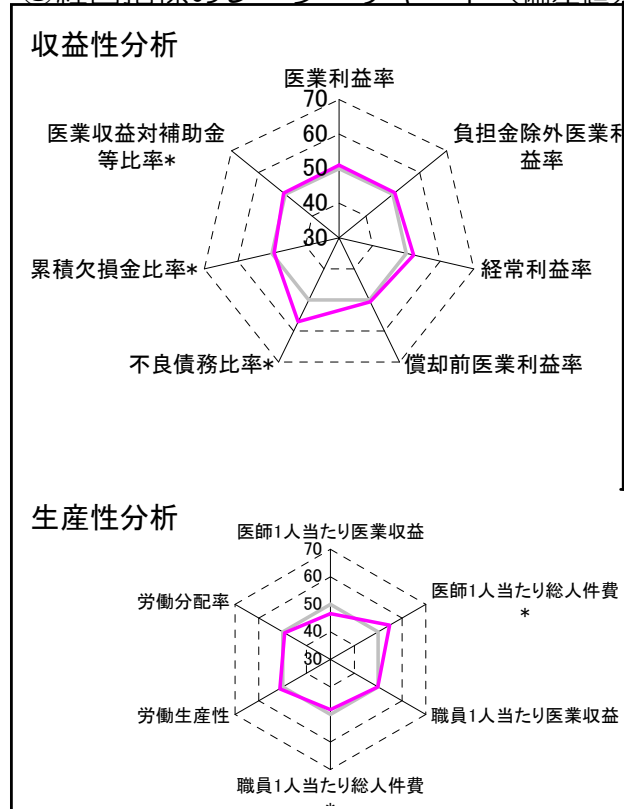 収益性分析
医業利益率
70
60
50
40
30
負担金除外医業利
益率
経常利益率
償却前医業利益率
不良債務比率*
累積欠損金比率*
医業収益対補助金
等比率*
生産性分析
医師1人当たり医業収益
70
60
50
40
30
医師1人当たり総人件費
*
職員1人当たり医業収益
職員1人当たり総人件費
*
労働生産性
労働分配率